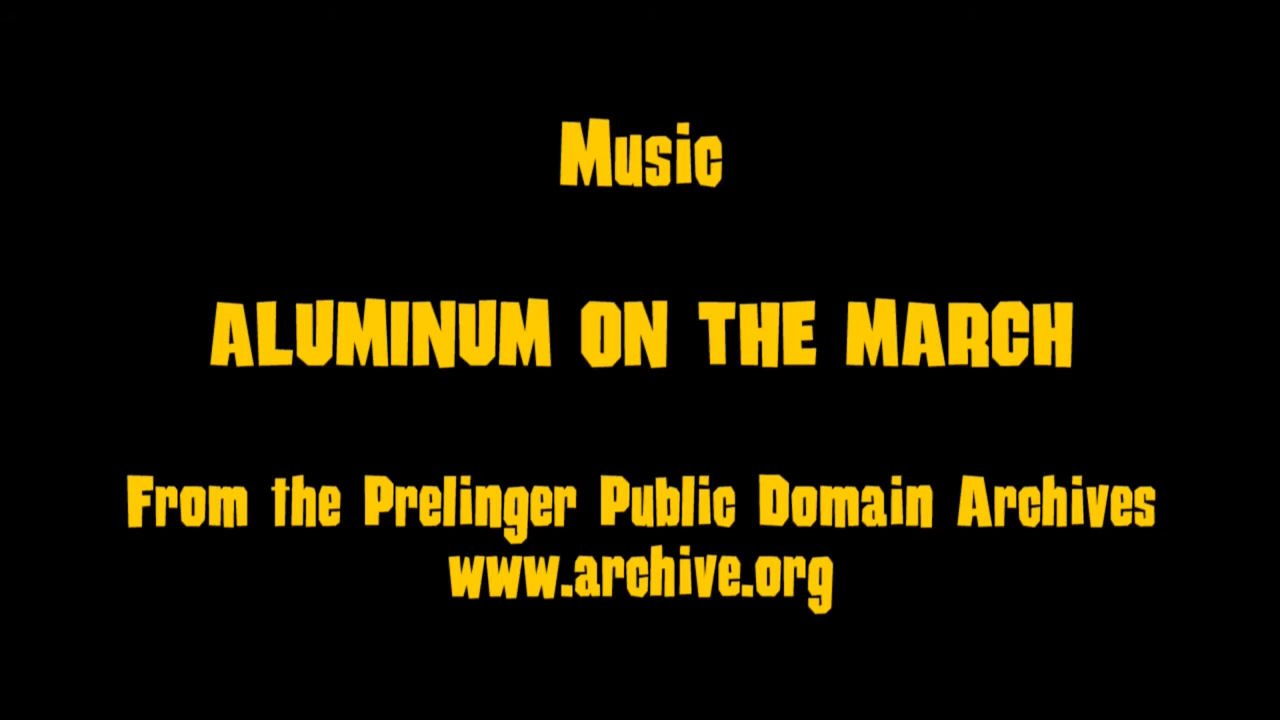 Music
ALUMINUM ON THE MARCH
From the Prelinger Public Domain Archives
www.archive.org